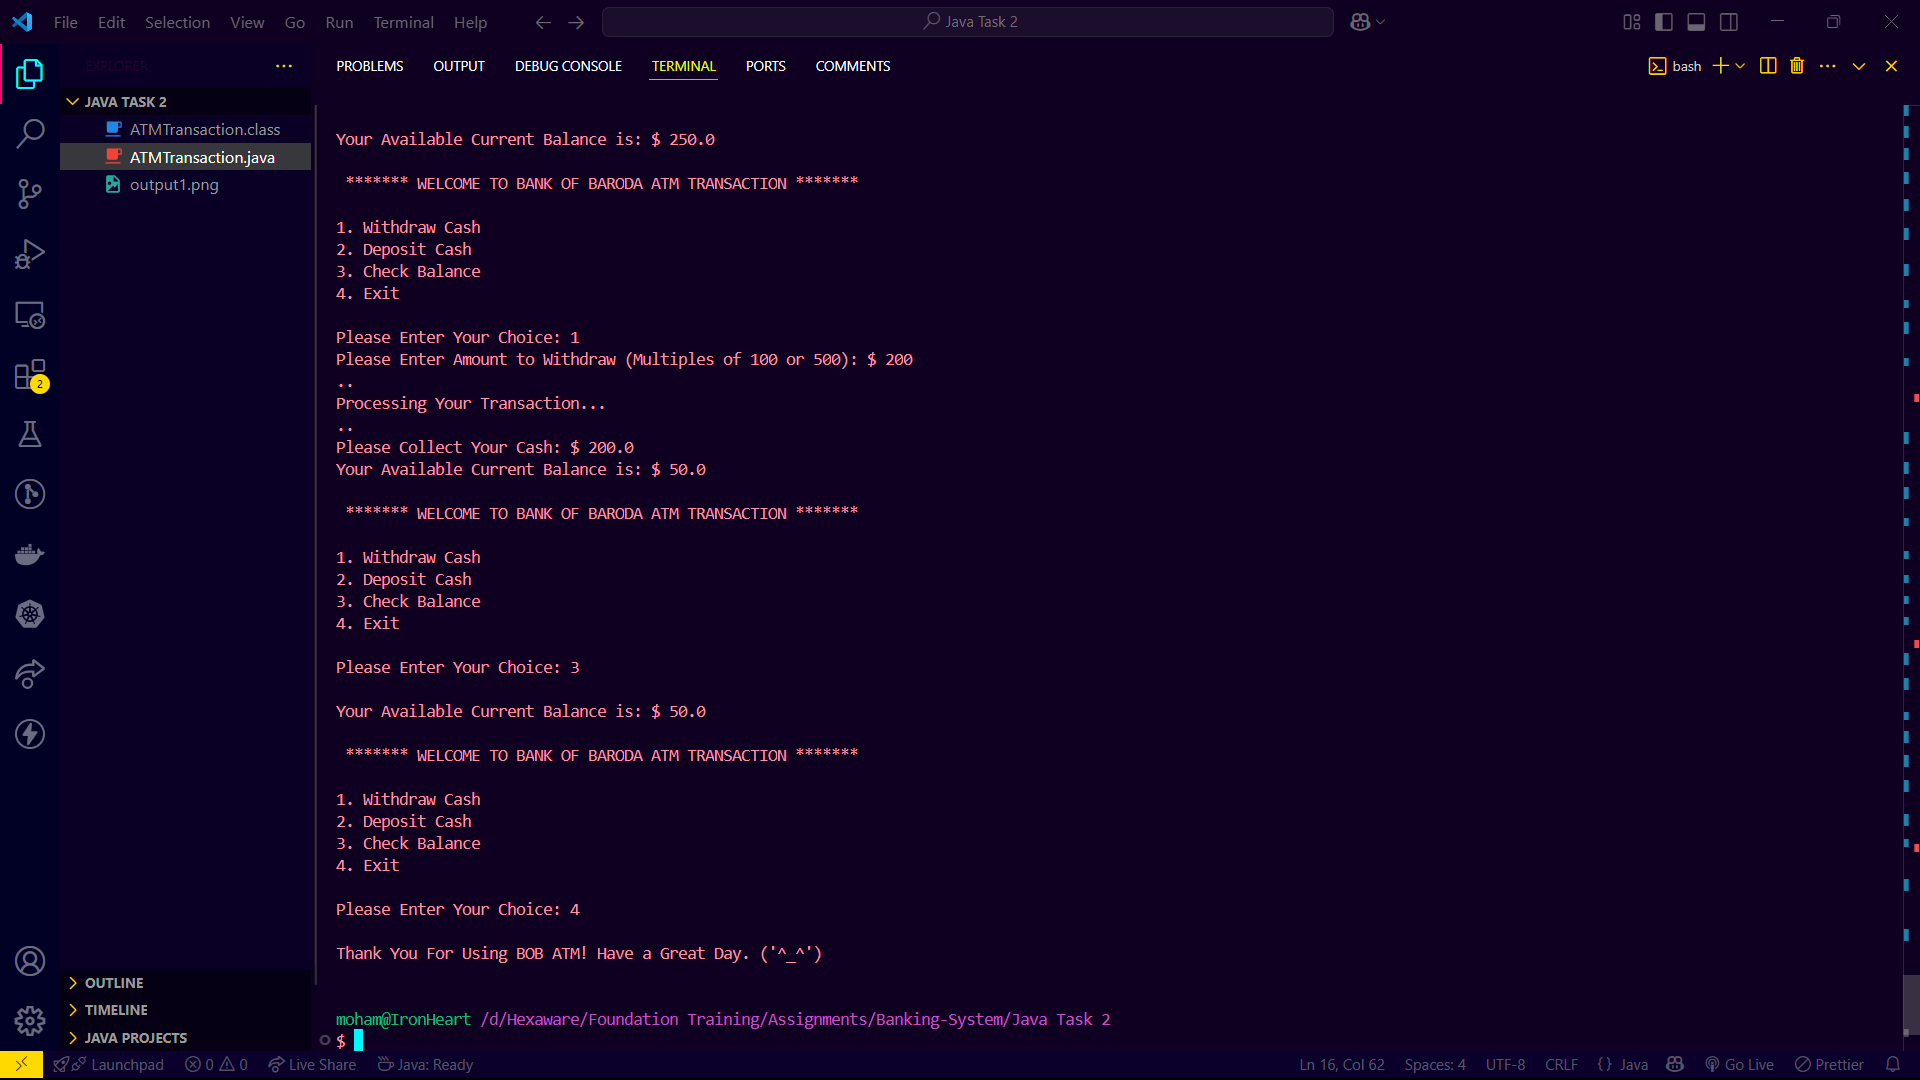 File Edit Selection View Go Run Terminal Help
Java Task 2
EXPLORER
PROBLEMS OUTPUT DEBUG CONSOLE TERMINAL PORTS COMMENTS
bash
JAVA TASK 2
ATMTransaction.class
ATMTransaction.java
output1.png
2
OUTLINE
TIMELINE
JAVA PROJECTS
Your Available Current Balance is: $ 250.0
******* WELCOME TO BANK OF BARODA ATM TRANSACTION *******
1. Withdraw Cash
2. Deposit Cash
3. Check Balance
4. Exit
Please Enter Your Choice: 1
Please Enter Amount to Withdraw (Multiples of 100 or 500): $ 200
..
Processing Your Transaction...
..
Please Collect Your Cash: $ 200.0
Your Available Current Balance is: $ 50.0
******* WELCOME TO BANK OF BARODA ATM TRANSACTION *******
1. Withdraw Cash
2. Deposit Cash
3. Check Balance
4. Exit
Please Enter Your Choice: 3
Your Available Current Balance is: $ 50.0
******* WELCOME TO BANK OF BARODA ATM TRANSACTION *******
1. Withdraw Cash
2. Deposit Cash
3. Check Balance
4. Exit
Please Enter Your Choice: 4
Thank You For Using BOB ATM! Have a Great Day. ('^_^')
moham@IronHeart /d/Hexaware/Foundation Training/Assignments/Banking-System/Java Task 2
$
Launchpad 0 0 Live Share Java: Ready Ln 16, Col 62 Spaces: 4 UTF-8 CRLF {} Java Go Live Prettier